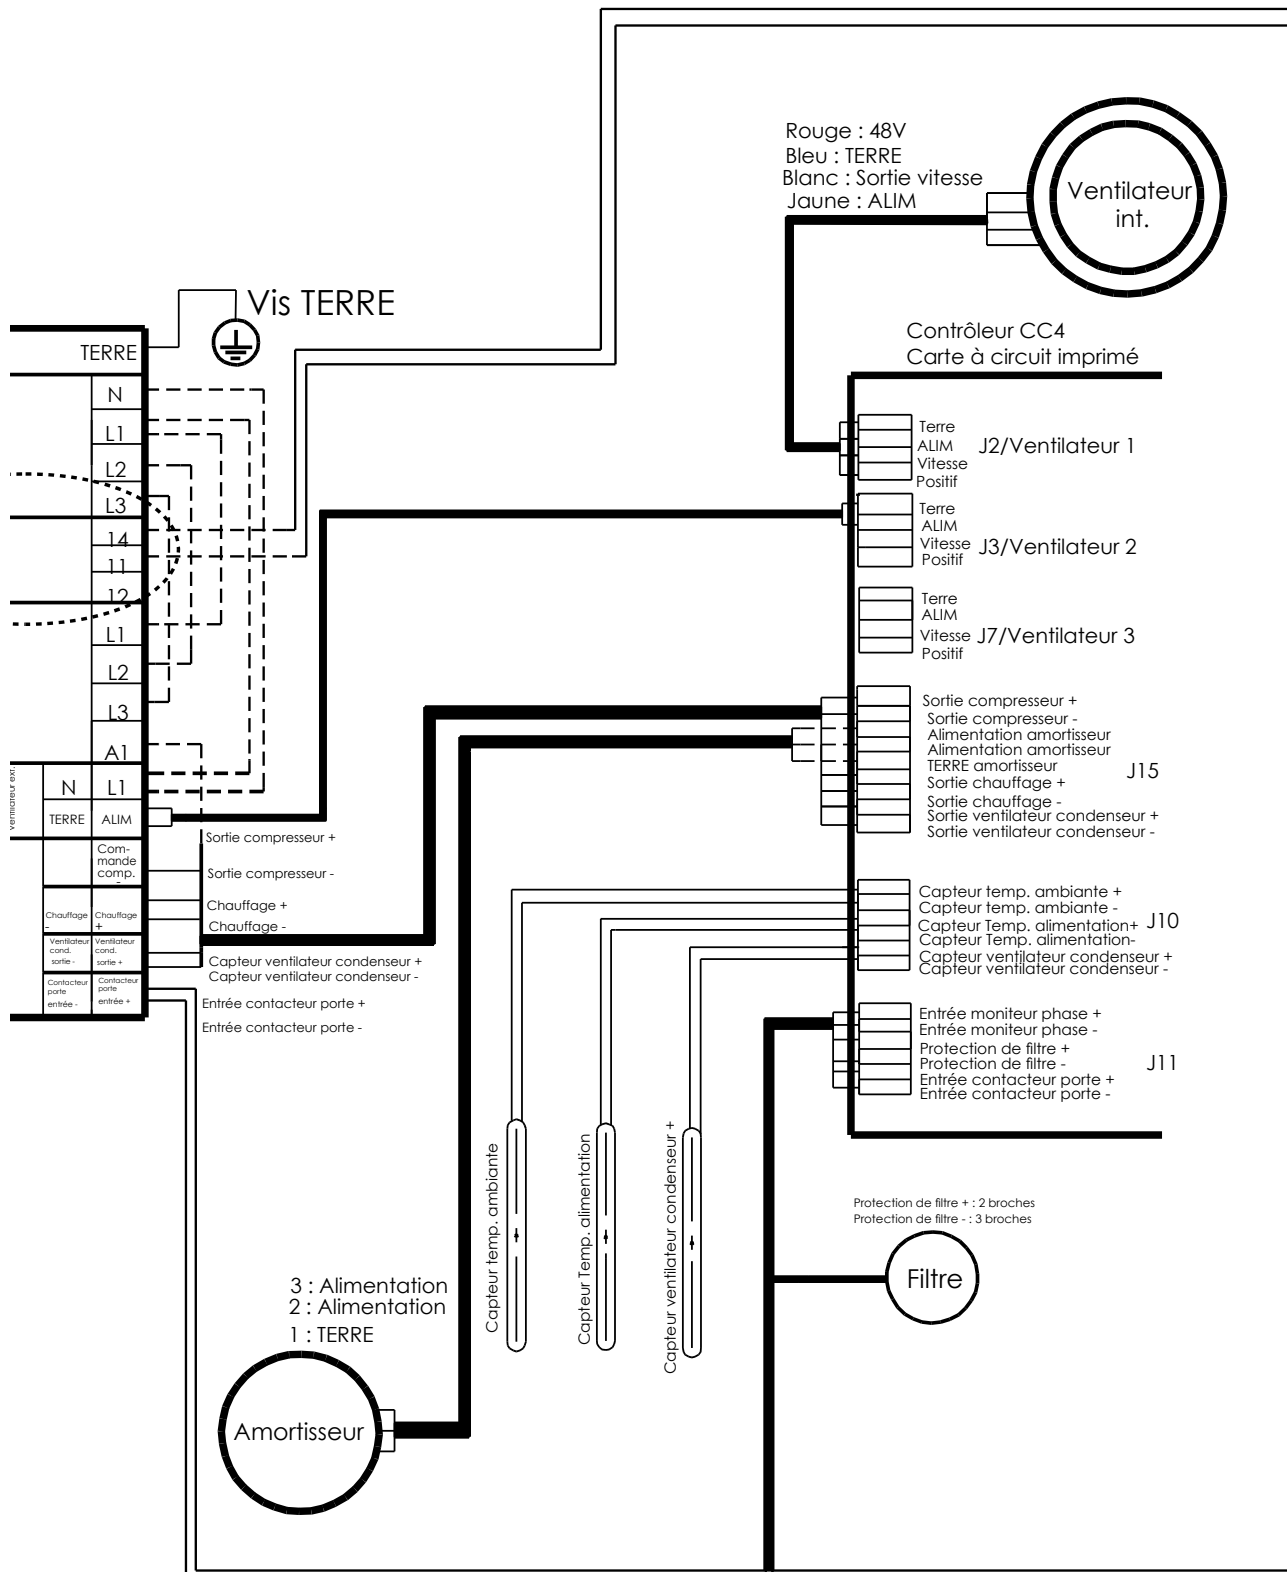 Rouge : 48V
Bleu : TERRE
Blanc : Sortie vitesse
Jaune : ALIM
Ventilateur
int.
Vis TERRE
Contrôleur CC4
Carte à circuit imprimé
TERRE
N
L1
L2
L3
14
11
12
L1
L2
L3
A1
Ventilateur ext.
N
L1
TERRE
ALIM
Com-
mande
comp.
-
Chauffage
-
Chauffage
+
Ventilateur
cond.
sortie -
Ventilateur
cond.
sortie +
Contacteur
porte
entrée -
Contacteur
porte
entrée +
Sortie compresseur +
Sortie compresseur -
Chauffage +
Chauffage -
Capteur ventilateur condenseur +
Capteur ventilateur condenseur -
Entrée contacteur porte +
Entrée contacteur porte -
Terre
ALIM
Vitesse
Positif
J2/Ventilateur 1
Terre
ALIM
Vitesse
Positif
J3/Ventilateur 2
Terre
ALIM
Vitesse
Positif
J7/Ventilateur 3
Sortie compresseur +
Sortie compresseur -
Alimentation amortisseur
Alimentation amortisseur
TERRE amortisseur
Sortie chauffage +
Sortie chauffage -
Sortie ventilateur condenseur +
Sortie ventilateur condenseur -
J15
Capteur temp. ambiante +
Capteur temp. ambiante -
Capteur Temp. alimentation+
Capteur Temp. alimentation-
Capteur ventilateur condenseur +
Capteur ventilateur condenseur -
J10
Entrée moniteur phase +
Entrée moniteur phase -
Protection de filtre +
Protection de filtre -
Entrée contacteur porte +
Entrée contacteur porte -
J11
Capteur temp. ambiante
Capteur Temp. alimentation
Capteur ventilateur condenseur +
Protection de filtre + : 2 broches
Protection de filtre - : 3 broches
Filtre
3 : Alimentation
2 : Alimentation
1 : TERRE
Amortisseur